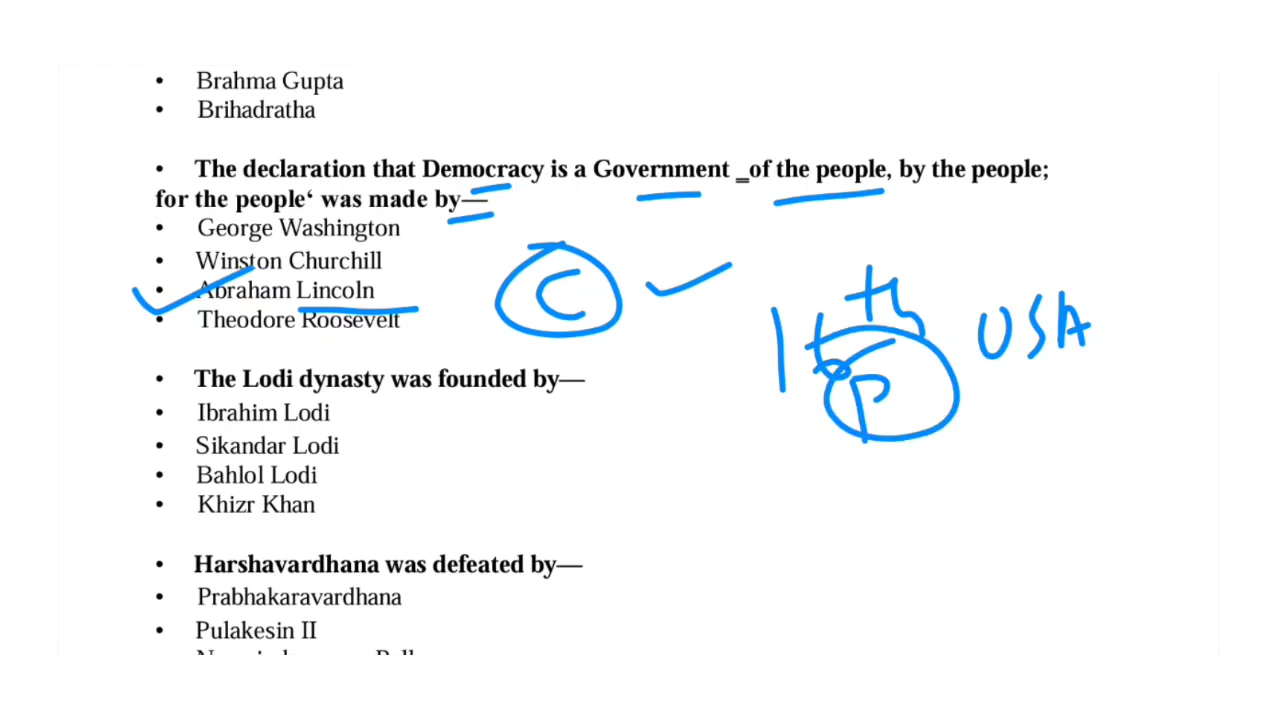 • Brahma Gupta
• Brihadratha
• The declaration that Democracy is a Government ‗of the people, by the people;
for the people‘ was made by—
• George Washington
• Winston Churchill
• Abraham Lincoln
• Theodore Roosevelt
C
16th
P
USA
• The Lodi dynasty was founded by—
• Ibrahim Lodi
• Sikandar Lodi
• Bahlol Lodi
• Khizr Khan
• Harshavardhana was defeated by—
• Prabhakaravardhana
• Pulakesin II